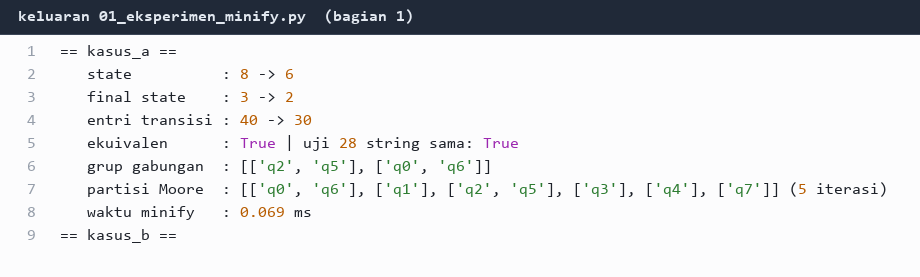 keluaran 01_eksperimen_minify.py  (bagian 1)
1 == kasus_a ==
2 state : 8 -> 6
3 final state : 3 -> 2
4 entri transisi : 40 -> 30
5 ekuivalen : True | uji 28 string sama: True
6 grup gabungan : [['q2', 'q5'], ['q0', 'q6']]
7 partisi Moore : [['q0', 'q6'], ['q1'], ['q2', 'q5'], ['q3'], ['q4'], ['q7']] (5 iterasi)
8 waktu minify : 0.069 ms
9 == kasus_b ==